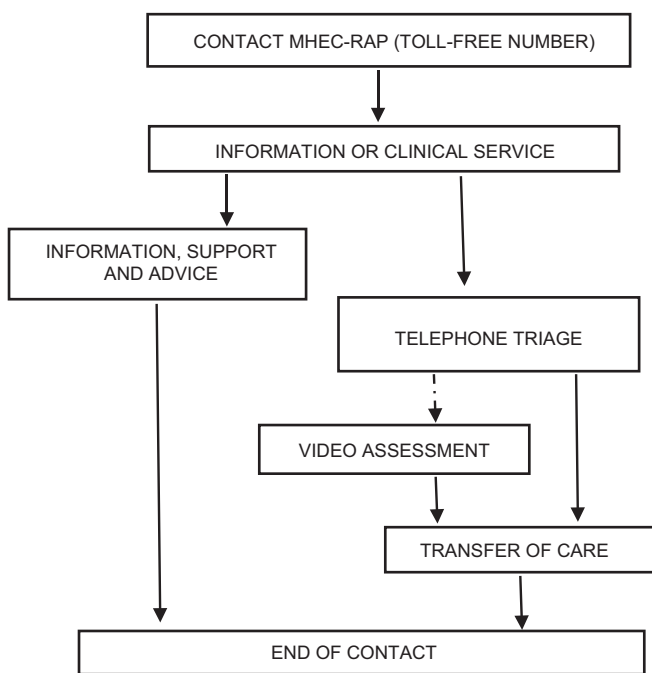 CONTACT MHEC-RAP (TOLL-FREE NUMBER)
INFORMATION OR CLINICAL SERVICE
INFORMATION, SUPPORT
AND ADVICE
TELEPHONE TRIAGE
VIDEO ASSESSMENT
TRANSFER OF CARE
END OF CONTACT